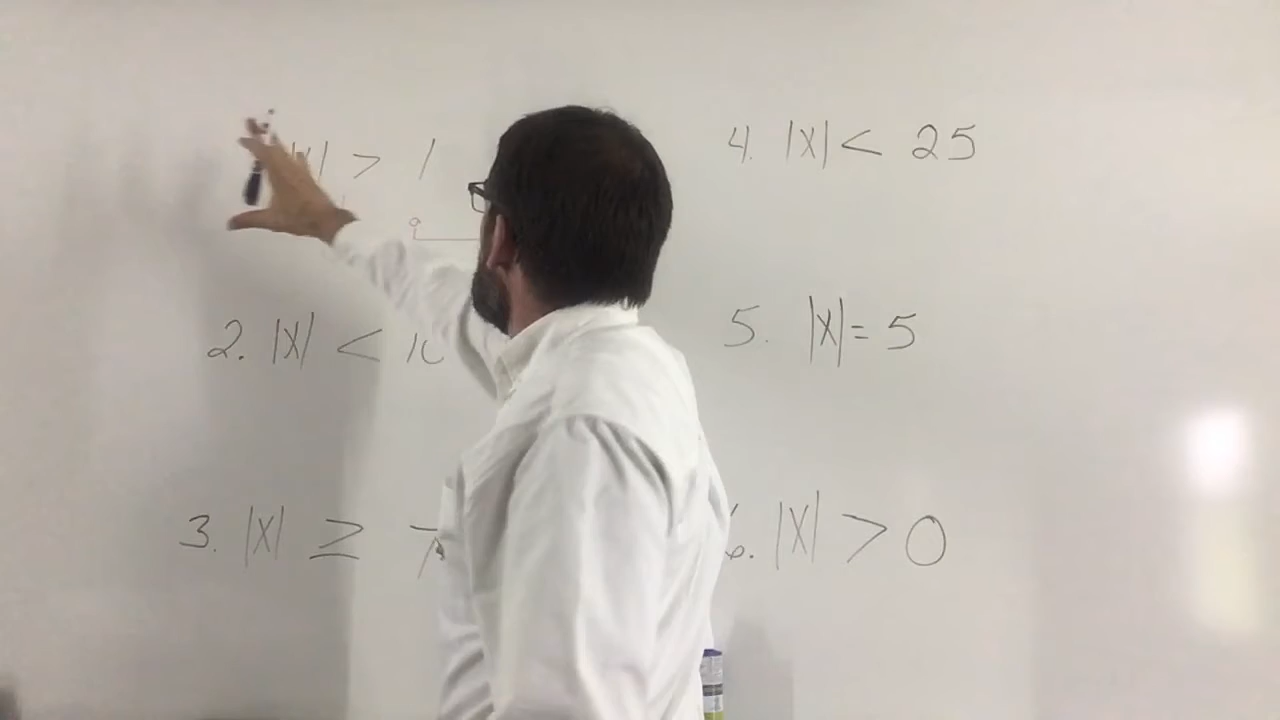 |x| > 1
2. |x| < 10
3. |x| ≥ 7
4. |x| < 25
5. |x| = 5
6. |x| > 0